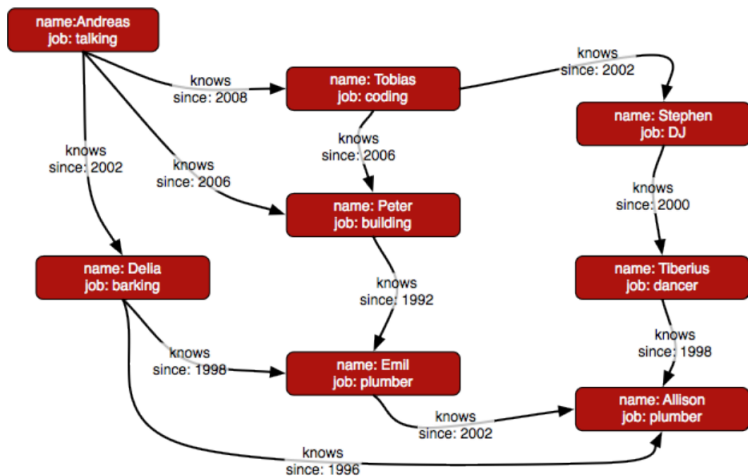 name:Andreas
job: talking
knows
since: 2008
name: Tobias
job: coding
knows
since: 2002
name: Stephen
job: DJ
knows
since: 2002
knows
since: 2006
knows
since: 2006
name: Peter
job: building
knows
since: 2000
name: Delia
job: barking
knows
since: 1992
name: Tiberius
job: dancer
knows
since: 1998
name: Emil
job: plumber
knows
since: 1998
knows
since: 2002
name: Allison
job: plumber
knows
since: 1996